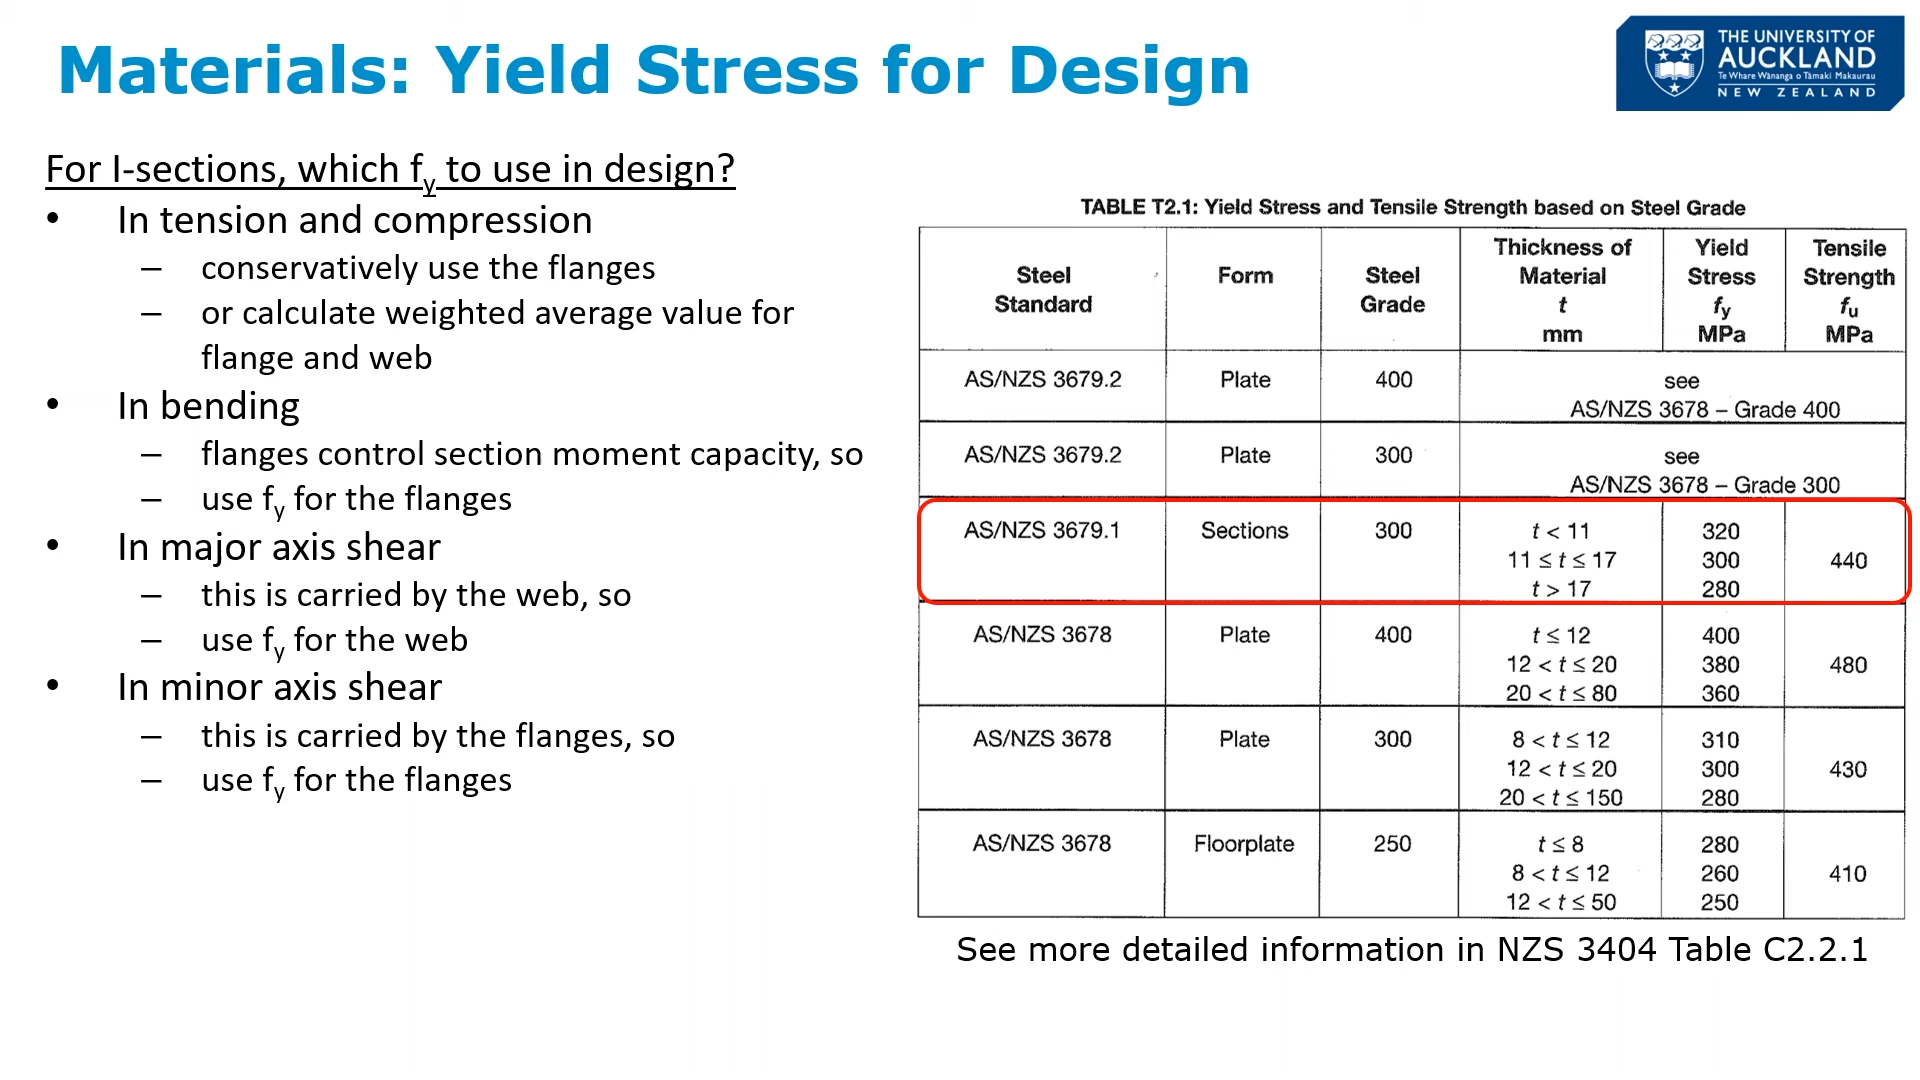 Materials: Yield Stress for Design
THE UNIVERSITY OF
AUCKLAND
Te Whare Wānanga o Tāmaki Makaurau
NEW ZEALAND
For I-sections, which fy to use in design?
• In tension and compression
– conservatively use the flanges
– or calculate weighted average value for
flange and web
• In bending
– flanges control section moment capacity, so
– use fy for the flanges
• In major axis shear
– this is carried by the web, so
– use fy for the web
• In minor axis shear
– this is carried by the flanges, so
– use fy for the flanges
TABLE T2.1: Yield Stress and Tensile Strength based on Steel Grade
Steel Standard Form Steel Grade Thickness of Material t mm Yield Stress fy MPa Tensile Strength fu MPa
AS/NZS 3679.2 Plate 400 see
AS/NZS 3678 – Grade 400
AS/NZS 3679.2 Plate 300 see
AS/NZS 3678 – Grade 300
AS/NZS 3679.1 Sections 300 t < 11 320
11 ≤ t ≤ 17 300 440
t > 17 280
AS/NZS 3678 Plate 400 t ≤ 12 400
12 < t ≤ 20 380 480
20 < t ≤ 80 360
AS/NZS 3678 Plate 300 8 < t ≤ 12 310
12 < t ≤ 20 300 430
20 < t ≤ 150 280
AS/NZS 3678 Floorplate 250 t ≤ 8 280
8 < t ≤ 12 260 410
12 < t ≤ 50 250
See more detailed information in NZS 3404 Table C2.2.1